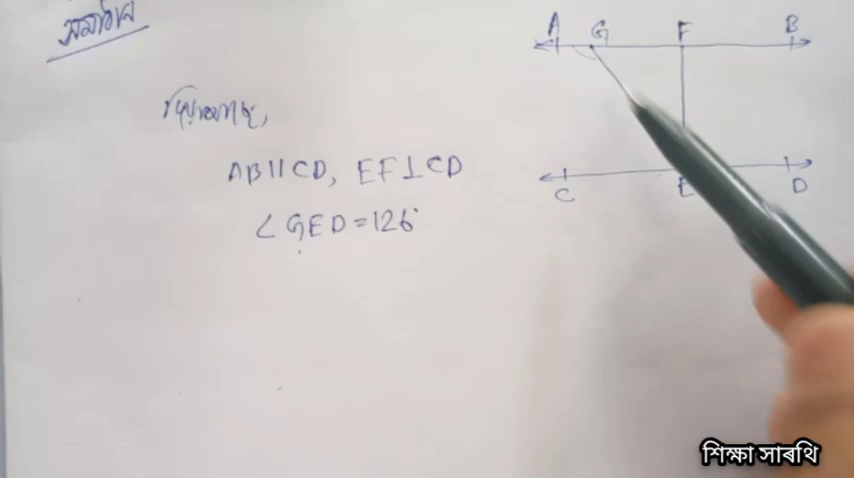 সমাধান
দিয়া আছে,
AB||CD, EF⊥CD
∠GED=126°
A G F B
C E D
শিক্ষা সাৰথি